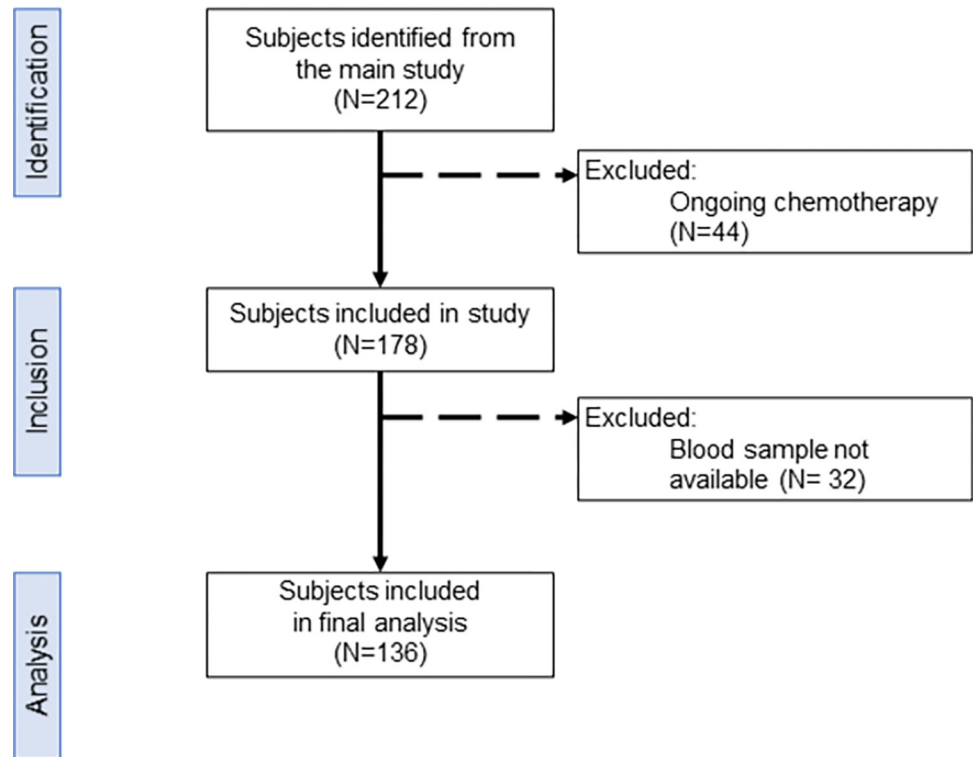 Identification
Subjects identified from
the main study
(N=212)
Excluded:
Ongoing chemotherapy
(N=44)
Inclusion
Subjects included in study
(N=178)
Excluded:
Blood sample not
available (N= 32)
Analysis
Subjects included
in final analysis
(N=136)